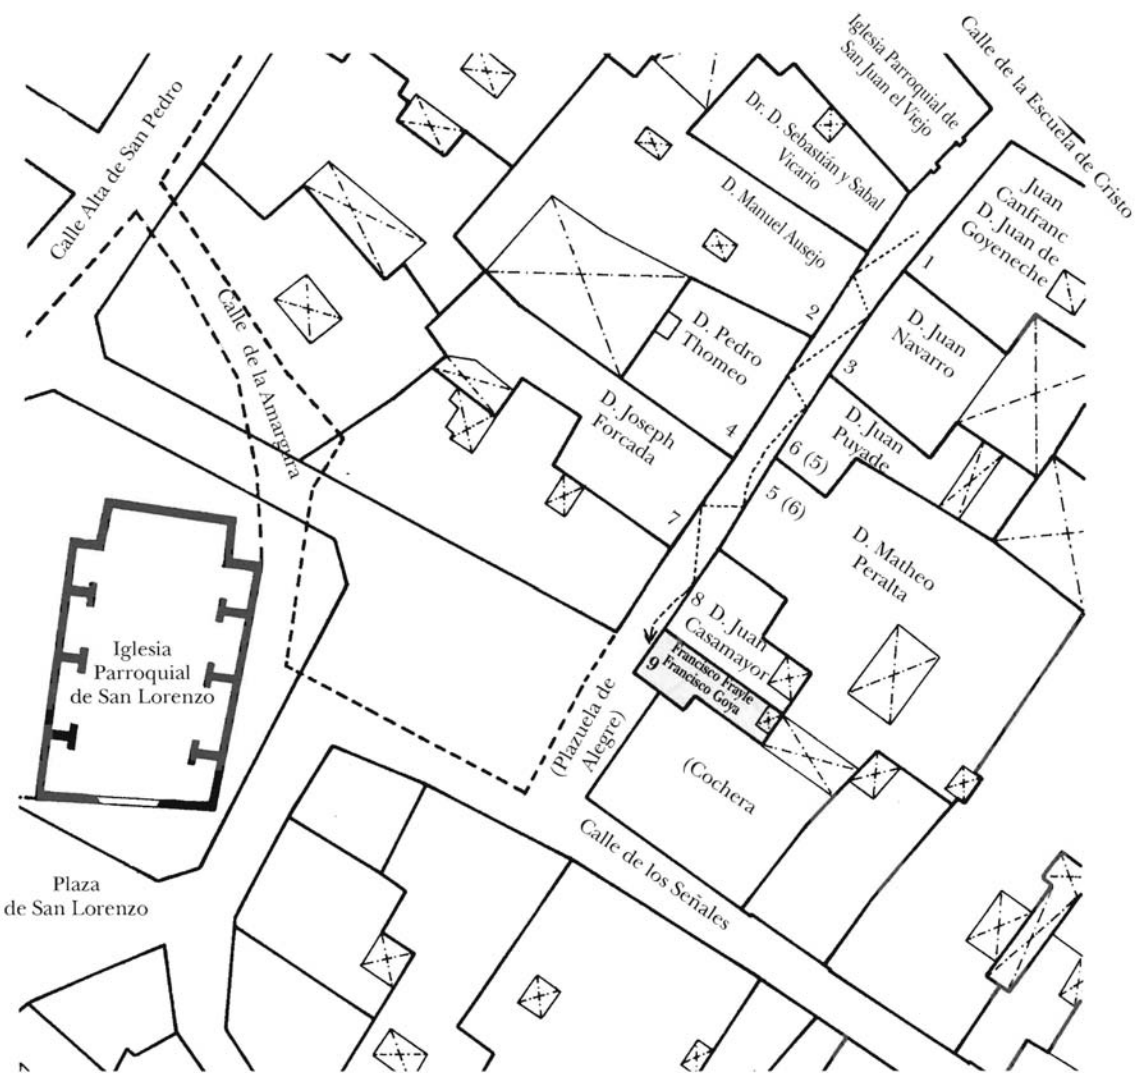 Iglesia Parroquial de
San Juan el Viejo
Calle de la Escuela de Cristo
Calle Alta de San Pedro
Dr. D. Sebastián y Sabal
Vicario
D. Manuel Ausejo
2
Juan
Canfranc
D. Juan de
Goyeneche
1
D. Juan
Navarro
3
D. Pedro
Thomeo
4
Calle de la Amargura
D. Joseph
Forcada
7
D. Juan
Puyade
6 (5)
5 (6)
D. Matheo
Peralta
8 D. Juan
Casamayor
9
Francisco Frayle
Francisco Goya
Iglesia
Parroquial
de San Lorenzo
(Plazuela de
Alegre)
(Cochera
Calle de los Señales
Plaza
de San Lorenzo